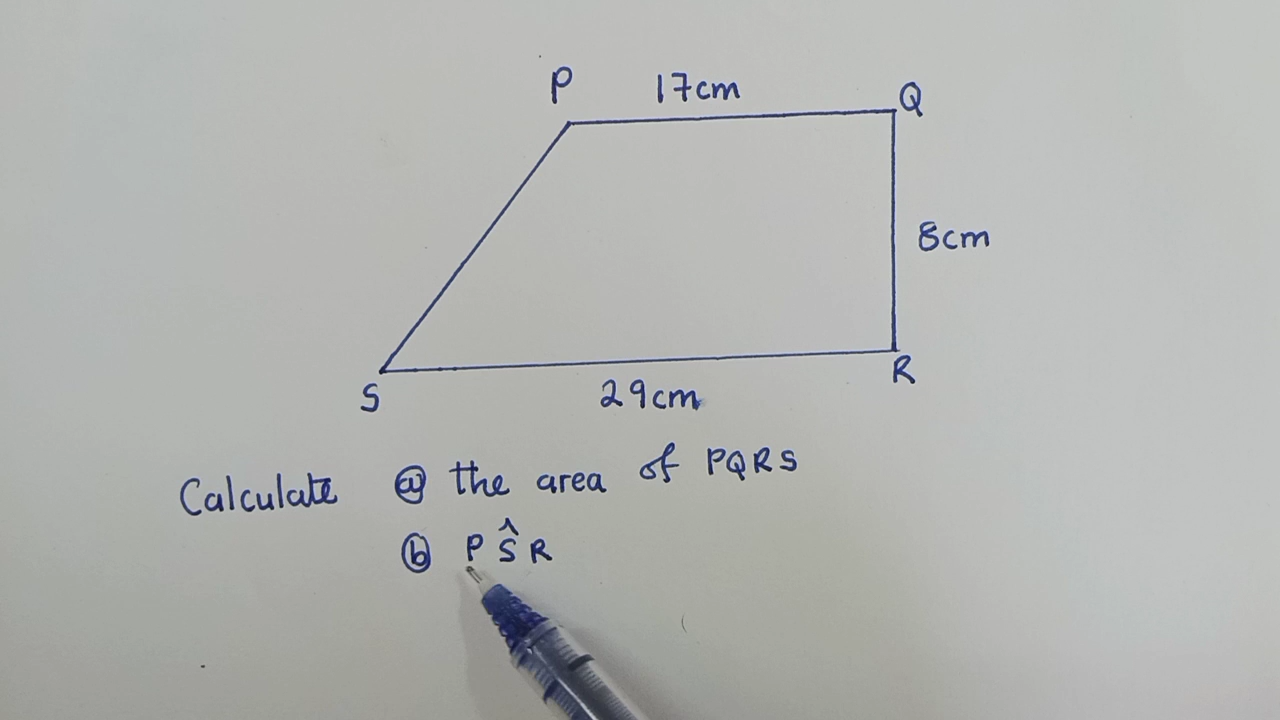 P 17cm Q
8cm
S 29cm R
Calculate ⓐ the area of PQRS
ⓑ PŜR